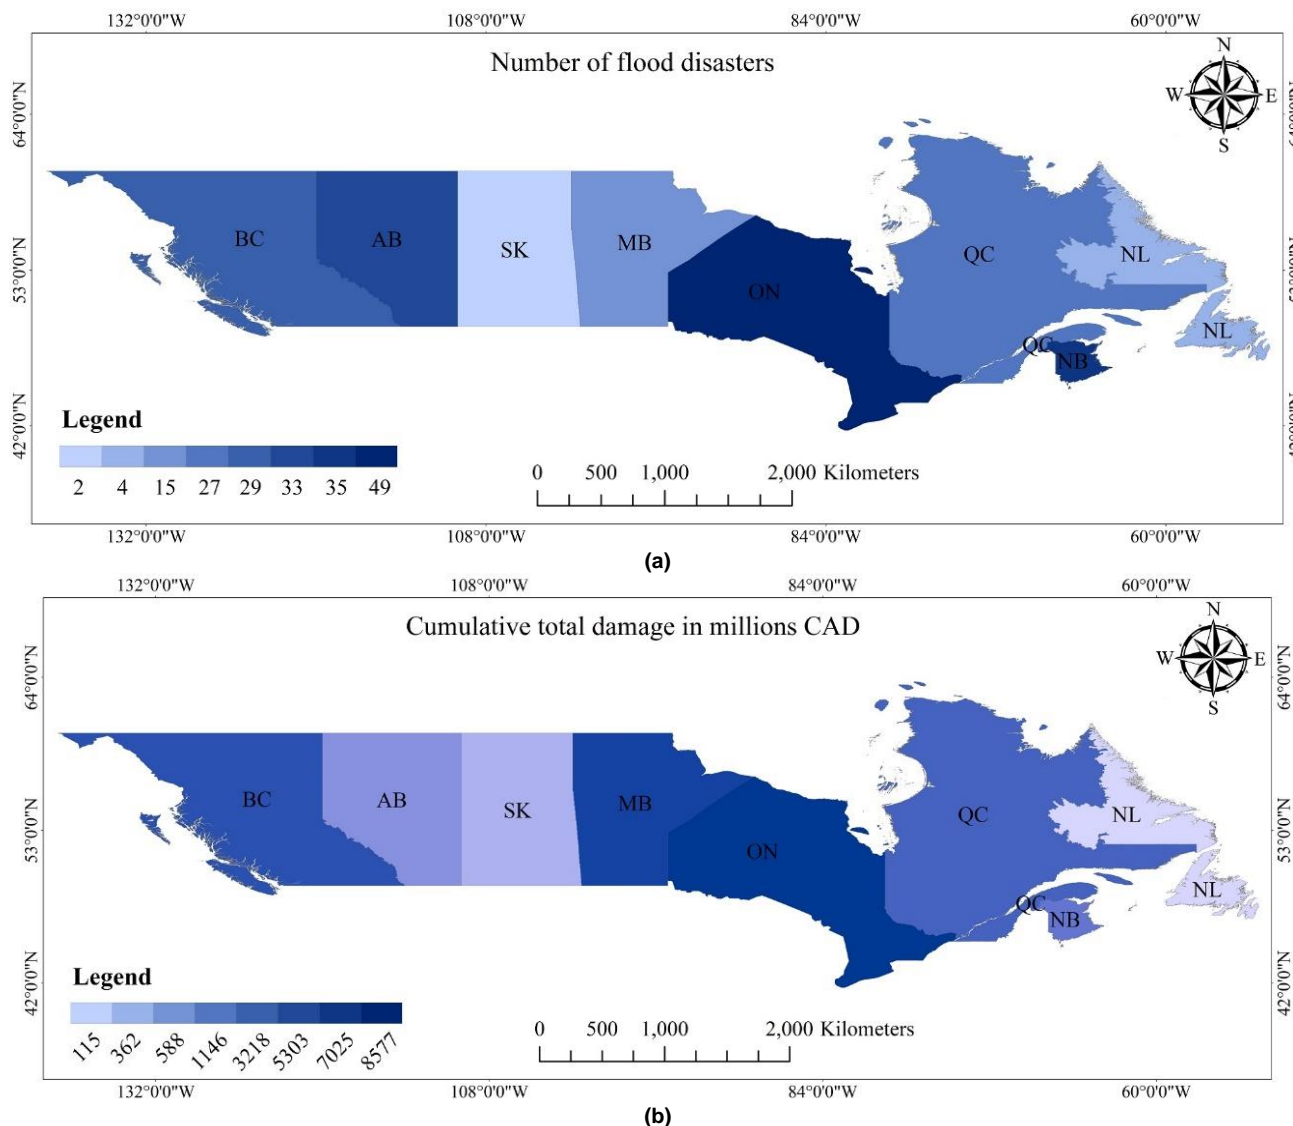 132°0'0"W 108°0'0"W 84°0'0"W 60°0'0"W
Number of flood disasters
N
W E
S
64°0'0"N 64°0'0"N
BC AB SK MB ON QC NL
53°0'0"N
NL
QC NB
Legend
42°0'0"N 42°0'0"N
0 500 1,000 2,000 Kilometers
2 4 15 27 29 33 35 49
132°0'0"W 108°0'0"W 84°0'0"W 60°0'0"W
(a)
132°0'0"W 108°0'0"W 84°0'0"W 60°0'0"W
Cumulative total damage in millions CAD
N
W E
S
64°0'0"N 64°0'0"N
BC AB SK MB ON QC NL
53°0'0"N 53°0'0"N
NL
QC NB
Legend
42°0'0"N 42°0'0"N
0 500 1,000 2,000 Kilometers
115 362 588 1146 3218 5303 7025 8577
132°0'0"W 108°0'0"W 84°0'0"W 60°0'0"W
(b)